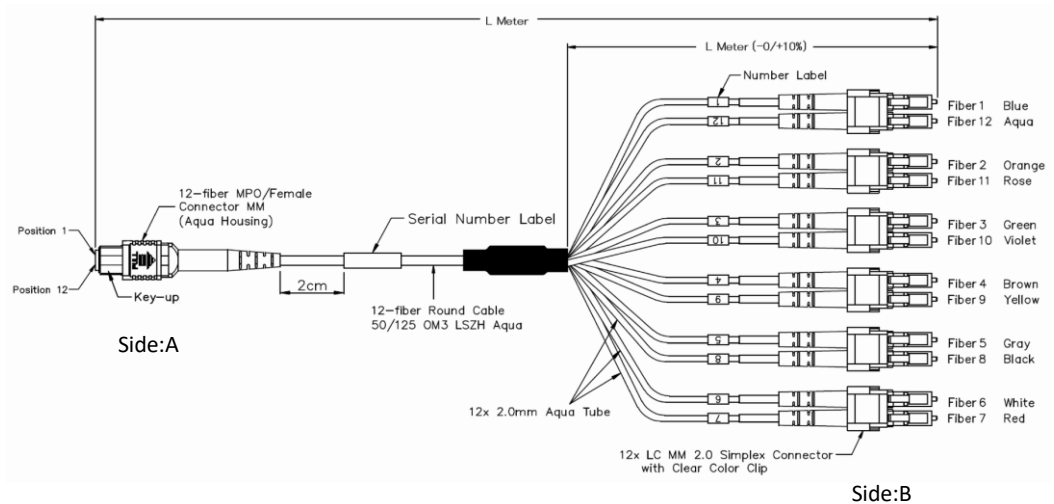 L Meter
L Meter (-0/+10%)
Number Label
1
Fiber 1 Blue
12
Fiber 12 Aqua
2
Fiber 2 Orange
11
Fiber 11 Rose
12-fiber MPO/Female
Connector MM
(Aqua Housing)
Serial Number Label
3
Fiber 3 Green
10
Fiber 10 Violet
Position 1
Position 12
Key-up
2cm
12-fiber Round Cable
50/125 OM3 LSZH Aqua
4
Fiber 4 Brown
9
Fiber 9 Yellow
Side:A
5
Fiber 5 Gray
8
Fiber 8 Black
12x 2.0mm Aqua Tube
6
Fiber 6 White
7
Fiber 7 Red
12x LC MM 2.0 Simplex Connector
with Clear Color Clip
Side:B